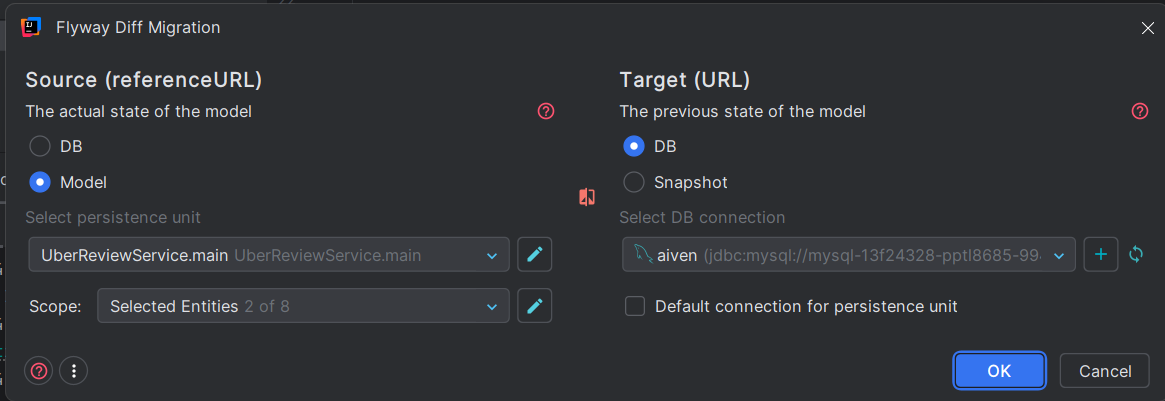 Flyway Diff Migration
Source (referenceURL)
The actual state of the model
DB
Model
Select persistence unit
UberReviewService.main UberReviewService.main
Scope: Selected Entities 2 of 8
Target (URL)
The previous state of the model
DB
Snapshot
Select DB connection
aiven (jdbc:mysql://mysql-13f24328-pptl8685-99
Default connection for persistence unit
OK
Cancel